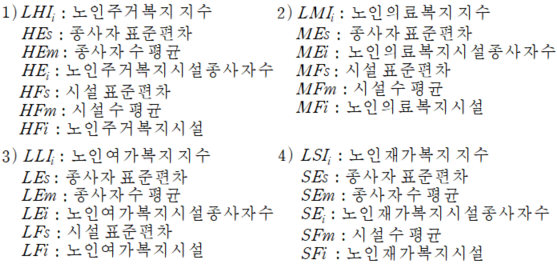 1) LHIi : 노인주거복지 지수
HEs : 종사자 표준편차
HEm : 종사자 수 평균
HEi : 노인주거복지시설종사자수
HFs : 시설 표준편차
HFm : 시설 수 평균
HFi : 노인주거복지시설
2) LMIi : 노인의료복지 지수
MEs : 종사자 표준편차
MEi : 노인의료복지시설종사자수
MFs : 시설 표준편차
MFm : 시설수 평균
MFi : 노인의료복지시설
3) LLIi : 노인여가복지 지수
LEs : 종사자 표준편차
LEm : 종사자수 평균
LEi : 노인여가복지시설종사자수
LFs : 시설 표준편차
LFi : 노인여가복지시설
4) LSIi : 노인재가복지 지수
SEs : 종사자 표준편차
SEm : 종사자수 평균
SEi : 노인재가복지시설종사자수
SFm : 시설수 평균
SFi : 노인재가복지시설